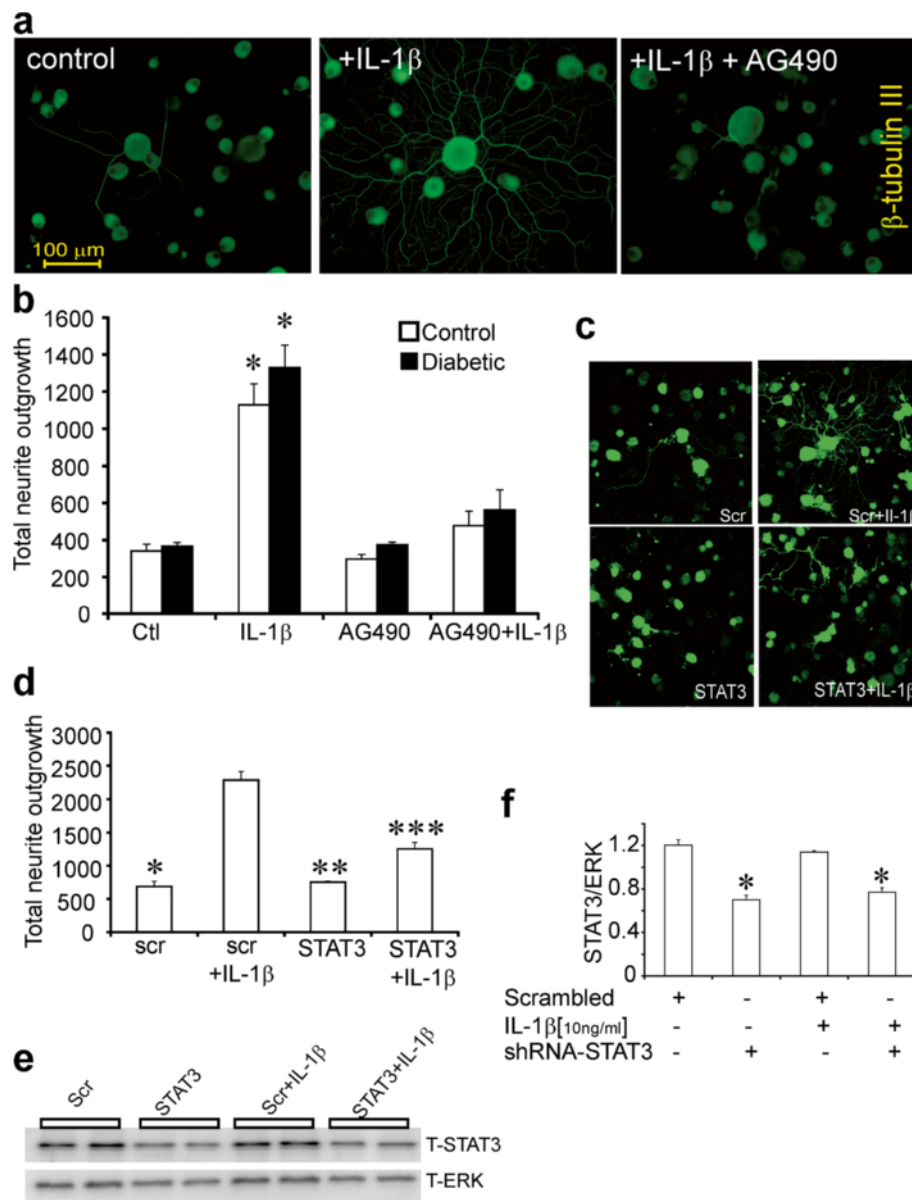 a
control
+IL-1β
+IL-1β + AG490
β-tubulin III
100 μm
b
Total neurite outgrowth
1600
1400
1200
1000
800
600
400
200
0
* *
Control
Diabetic
Ctl IL-1β AG490 AG490+IL-1β
c
Scr
Scr+Il-1β
STAT3
STAT3+IL-1β
d
Total neurite outgrowth
3000
2500
2000
1500
1000
500
0
* ** ***
scr scr STAT3 STAT3
+IL-1β +IL-1β
e
Scr STAT3 Scr+IL-1β STAT3+IL-1β
T-STAT3
T-ERK
f
STAT3/ERK
1.2
0.8
0.4
0
* *
Scrambled + - + -
IL-1β[10ng/ml] - - + +
shRNA-STAT3 - + - +